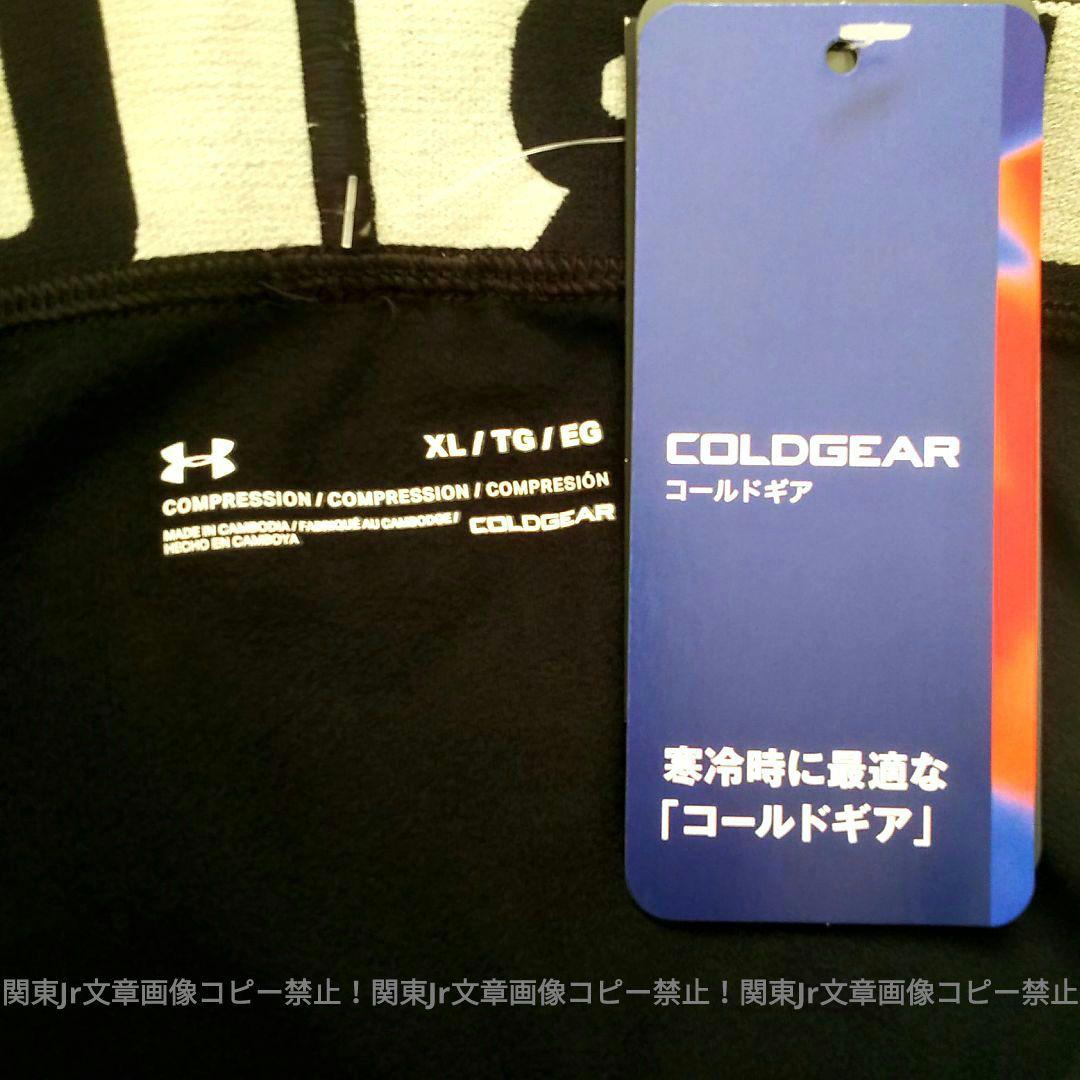 XL / TG / EG
COMPRESSION / COMPRESSION / COMPRESIÓN
MADE IN CAMBODIA / FABRIQUÉ AU CAMBODGE /
HECHO EN CAMBOYA
COLDGEAR
COLDGEAR
コールドギア
寒冷時に最適な
「コールドギア」
関東Jr文章画像コピー禁止！関東Jr文章画像コピー禁止！関東Jr文章画像コピー禁止